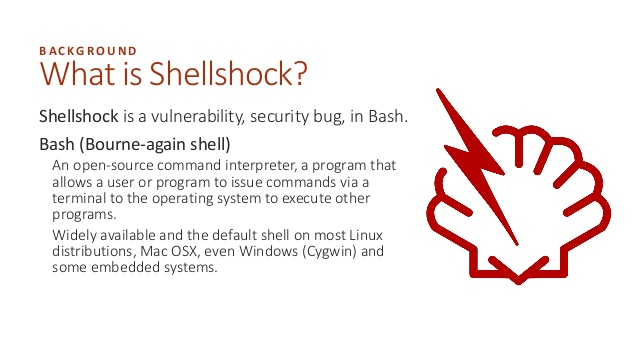 BACKGROUND
What is Shellshock?
Shellshock is a vulnerability, security bug, in Bash.
Bash (Bourne-again shell)
An open-source command interpreter, a program that
allows a user or program to issue commands via a
terminal to the operating system to execute other
programs.
Widely available and the default shell on most Linux
distributions, Mac OSX, even Windows (Cygwin) and
some embedded systems.